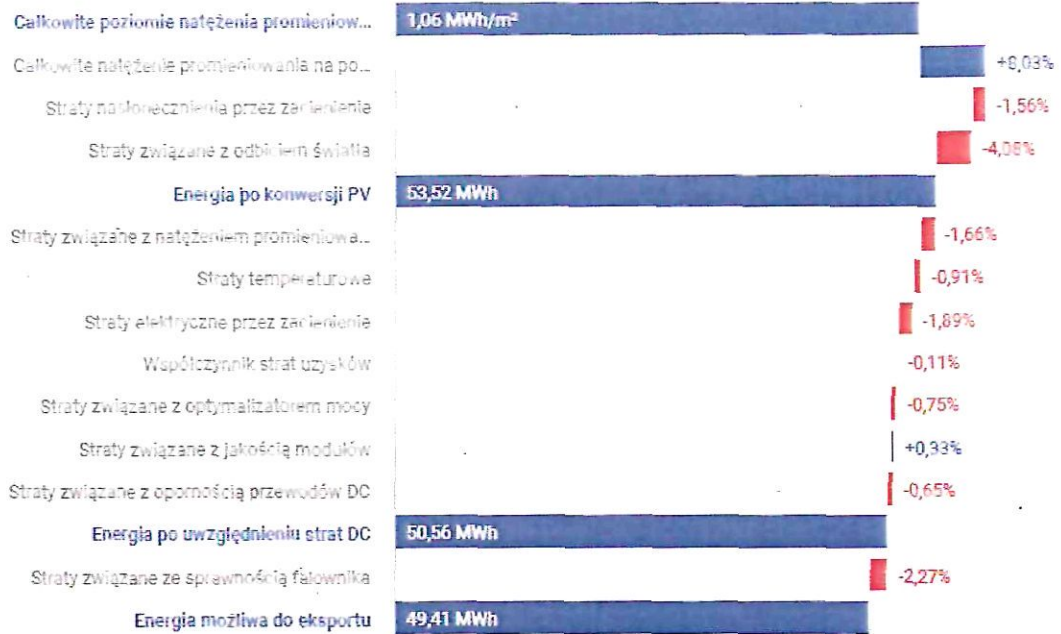 Całkowite poziomie natężenia promieniow... 1,06 MWh/m²
Całkowite natężenie promieniowania na po... +8,03%
Straty nasłonecznienia przez zacienienie -1,56%
Straty związane z odbiciem światła -4,08%
Energia po konwersji PV 53,52 MWh
Straty związane z natężeniem promieniowa... -1,66%
Straty temperaturowe -0,91%
Straty elektryczne przez zacienienie -1,89%
Współczynnik strat uzysków -0,11%
Straty związane z optymalizatorem mocy -0,75%
Straty związane z jakością modułów +0,33%
Straty związane z opornością przewodów DC -0,65%
Energia po uwzględnieniu strat DC 50,56 MWh
Straty związane ze sprawnością falownika -2,27%
Energia możliwa do eksportu 49,41 MWh